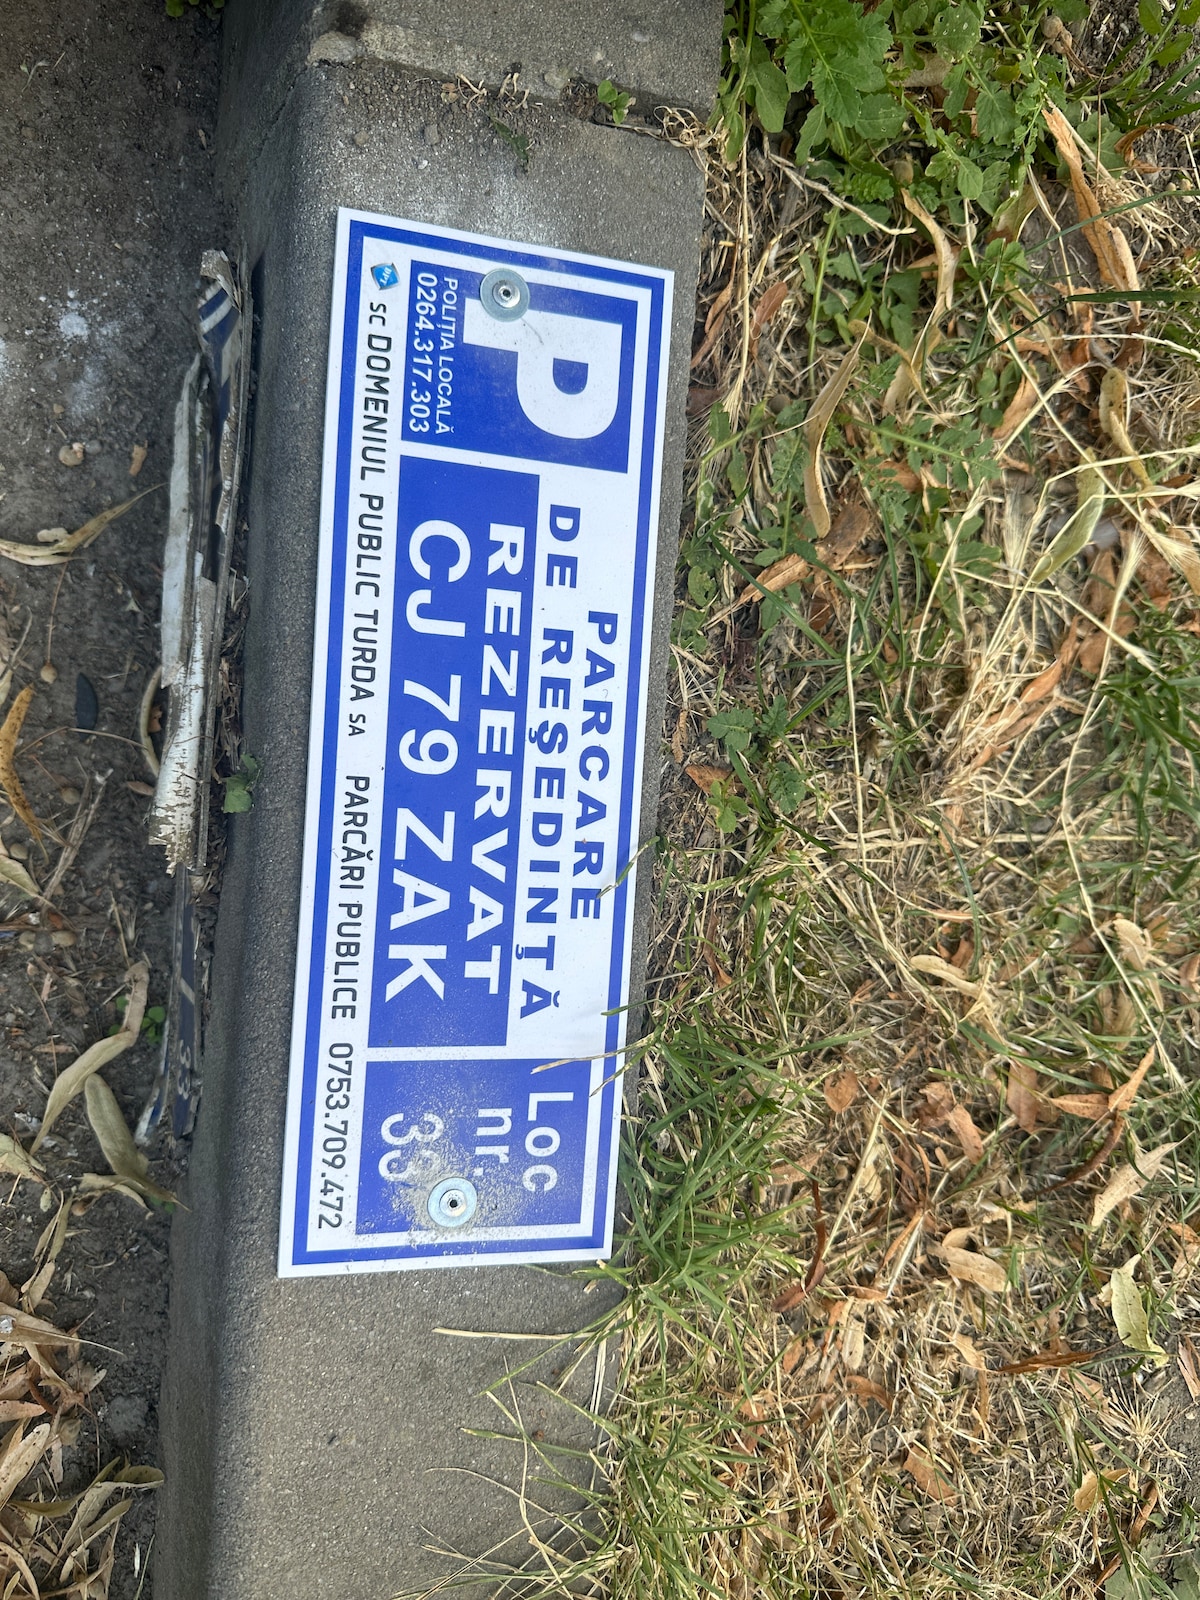 P
POLIȚIA LOCALĂ
0264.317.303
PARCARE
DE REȘEDINȚĂ
REZERVAT
CJ 79 ZAK
LOC
nr.
SC DOMENIUL PUBLIC TURDA SA PARCĂRI PUBLICE 0753.709.472